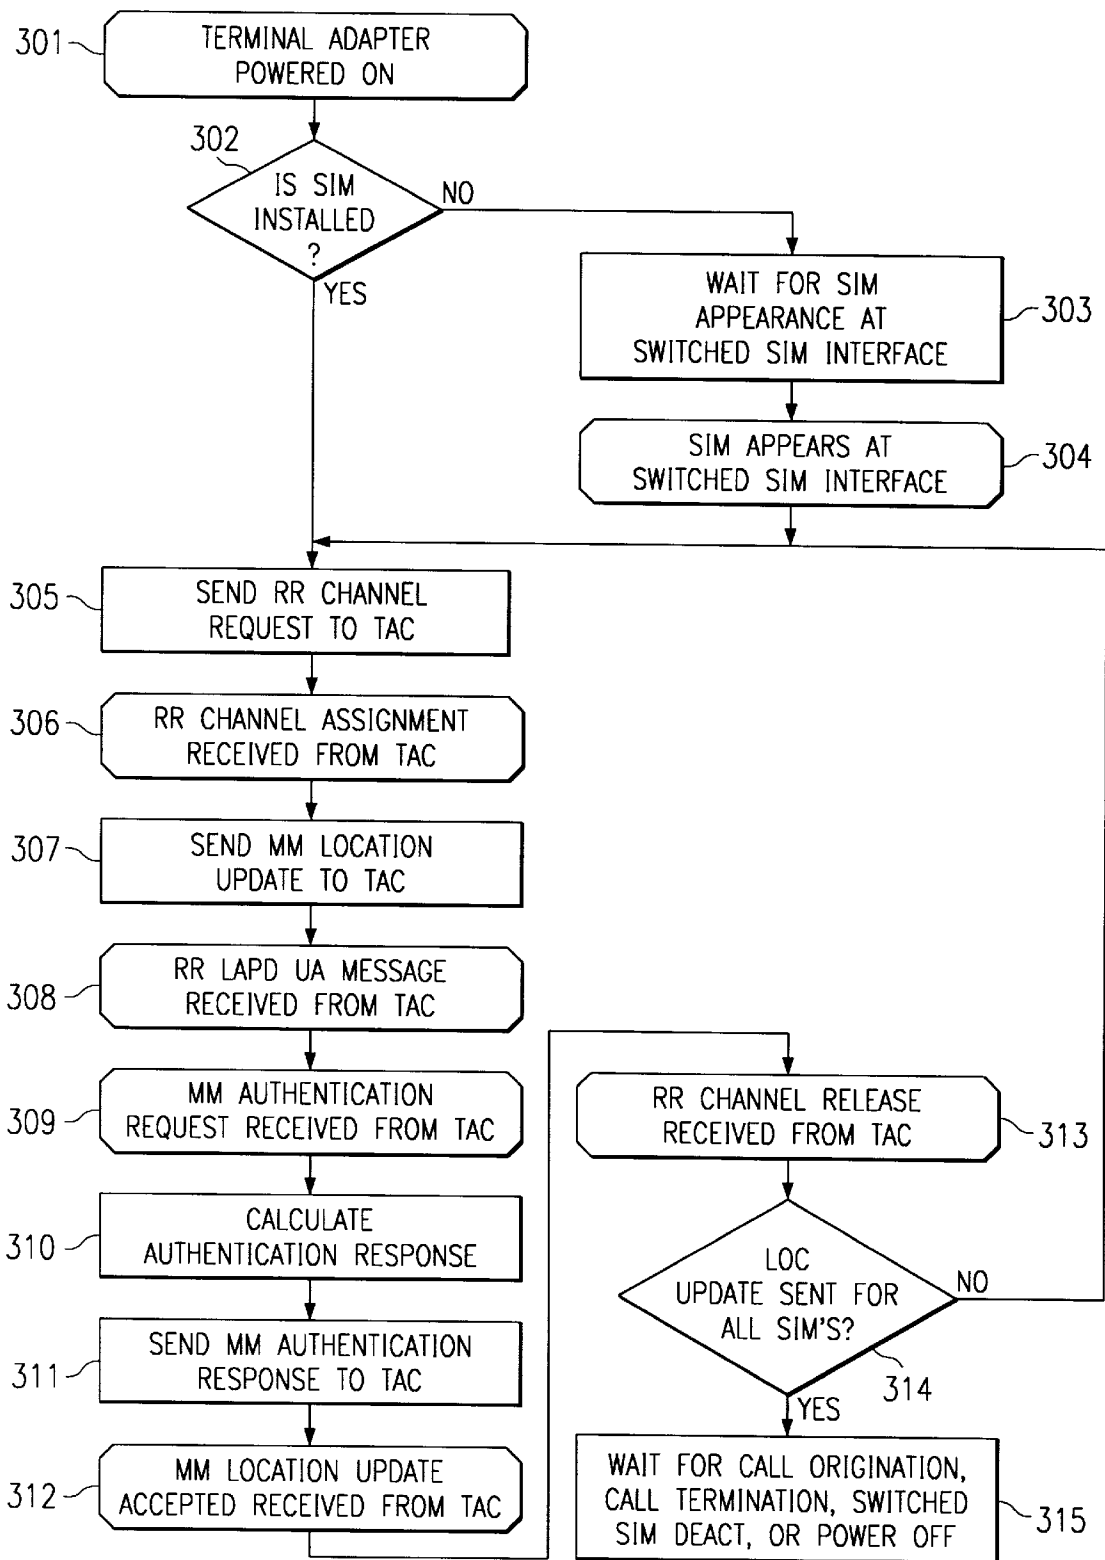 301
TERMINAL ADAPTER
POWERED ON
302
IS SIM
INSTALLED
?
NO
YES
WAIT FOR SIM
APPEARANCE AT
SWITCHED SIM INTERFACE
303
SIM APPEARS AT
SWITCHED SIM INTERFACE
304
305
SEND RR CHANNEL
REQUEST TO TAC
306
RR CHANNEL ASSIGNMENT
RECEIVED FROM TAC
307
SEND MM LOCATION
UPDATE TO TAC
308
RR LAPD UA MESSAGE
RECEIVED FROM TAC
309
MM AUTHENTICATION
REQUEST RECEIVED FROM TAC
310
CALCULATE
AUTHENTICATION RESPONSE
311
SEND MM AUTHENTICATION
RESPONSE TO TAC
312
MM LOCATION UPDATE
ACCEPTED RECEIVED FROM TAC
RR CHANNEL RELEASE
RECEIVED FROM TAC
313
LOC
UPDATE SENT FOR
ALL SIM'S?
NO
314
YES
WAIT FOR CALL ORIGINATION,
CALL TERMINATION, SWITCHED
SIM DEACT, OR POWER OFF
315